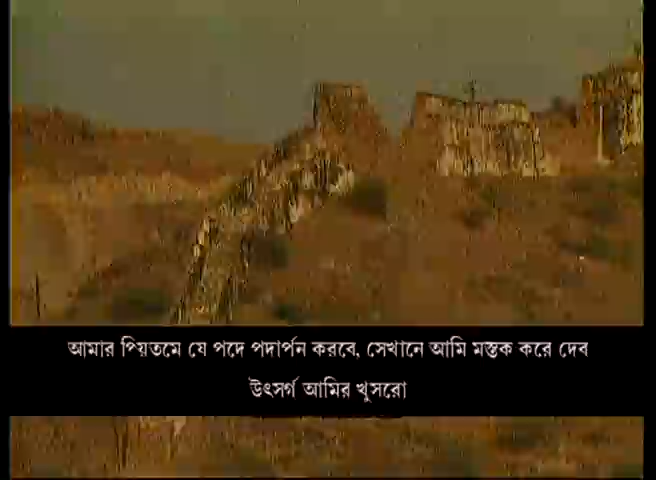 আমার পিয়তমে যে পদে পদার্পন করবে, সেখানে আমি মস্তক করে দেব
উৎসর্গ আমির খুসরো